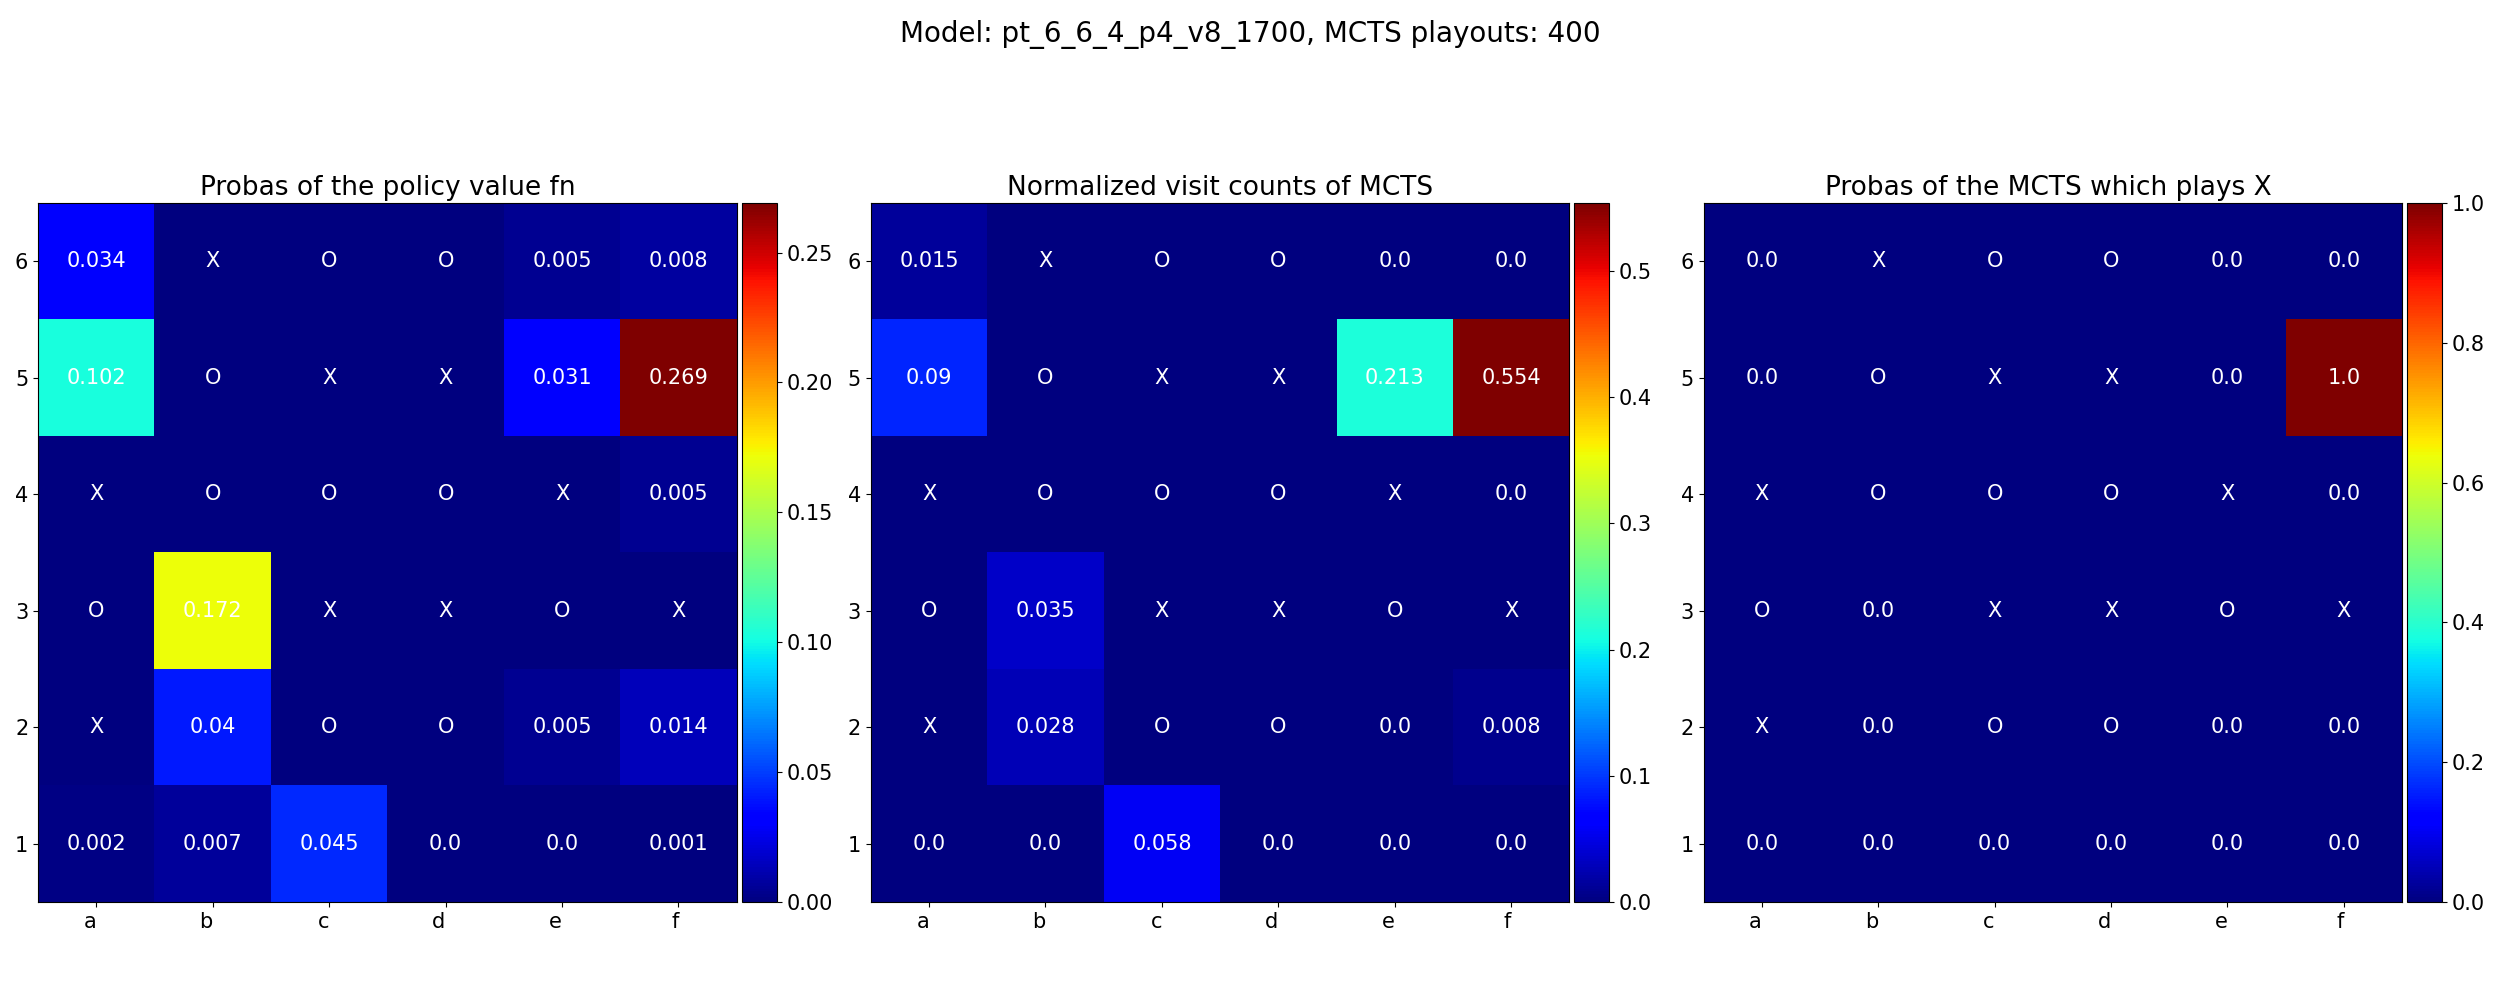 Model: pt_6_6_4_p4_v8_1700, MCTS playouts: 400
Probas of the policy value fn
6 0.034 X O O 0.005 0.008
5 0.102 O X X 0.031 0.269
4 X O O O X 0.005
3 O 0.172 X X O X
2 X 0.04 O O 0.005 0.014
1 0.002 0.007 0.045 0.0 0.0 0.001
a b c d e f
0.25
0.20
0.15
0.10
0.05
0.00
Normalized visit counts of MCTS
6 0.015 X O O 0.0 0.0
5 0.09 O X X 0.213 0.554
4 X O O O X 0.0
3 O 0.035 X X O X
2 X 0.028 O O 0.0 0.008
1 0.0 0.0 0.058 0.0 0.0 0.0
a b c d e f
0.5
0.4
0.3
0.2
0.1
0.0
Probas of the MCTS which plays X
6 0.0 X O O 0.0 0.0
5 0.0 O X X 0.0 1.0
4 X O O O X 0.0
3 O 0.0 X X O X
2 X 0.0 O O 0.0 0.0
1 0.0 0.0 0.0 0.0 0.0 0.0
a b c d e f
1.0
0.8
0.6
0.4
0.2
0.0